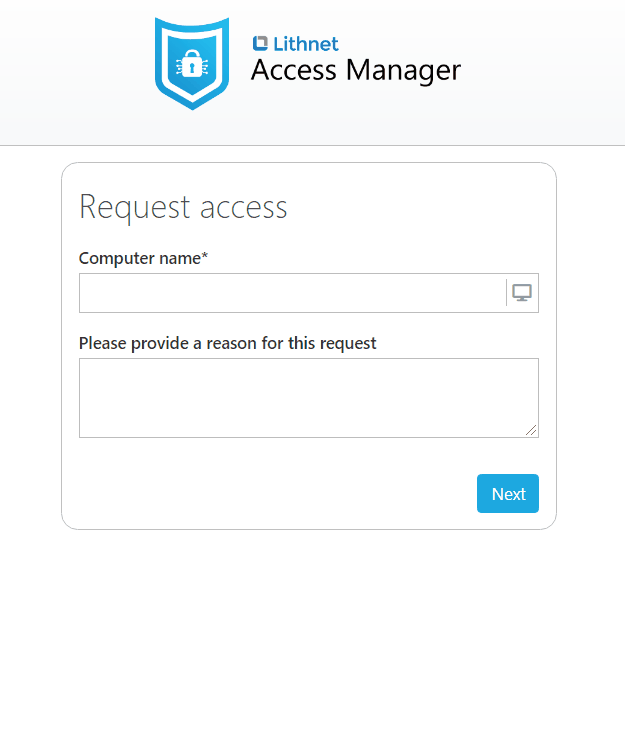 Lithnet
Access Manager
Request access
Computer name*
Please provide a reason for this request
Next